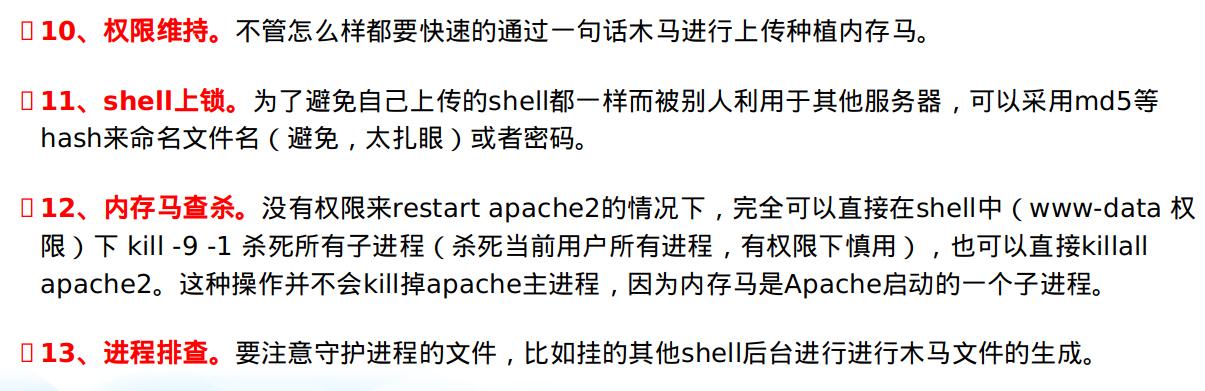 10、权限维持。不管怎么样都要快速的通过一句话木马进行上传种植内存马。
11、shell上锁。为了避免自己上传的shell都一样而被别人利用于其他服务器，可以采用md5等
hash来命名文件名（避免，太扎眼）或者密码。
12、内存马查杀。没有权限来restart apache2的情况下，完全可以直接在shell中（www-data 权
限）下 kill -9 -1 杀死所有子进程（杀死当前用户所有进程，有权限下慎用），也可以直接killall
apache2。这种操作并不会kill掉apache主进程，因为内存马是Apache启动的一个子进程。
13、进程排查。要注意守护进程的文件，比如挂的其他shell后台进行进行木马文件的生成。